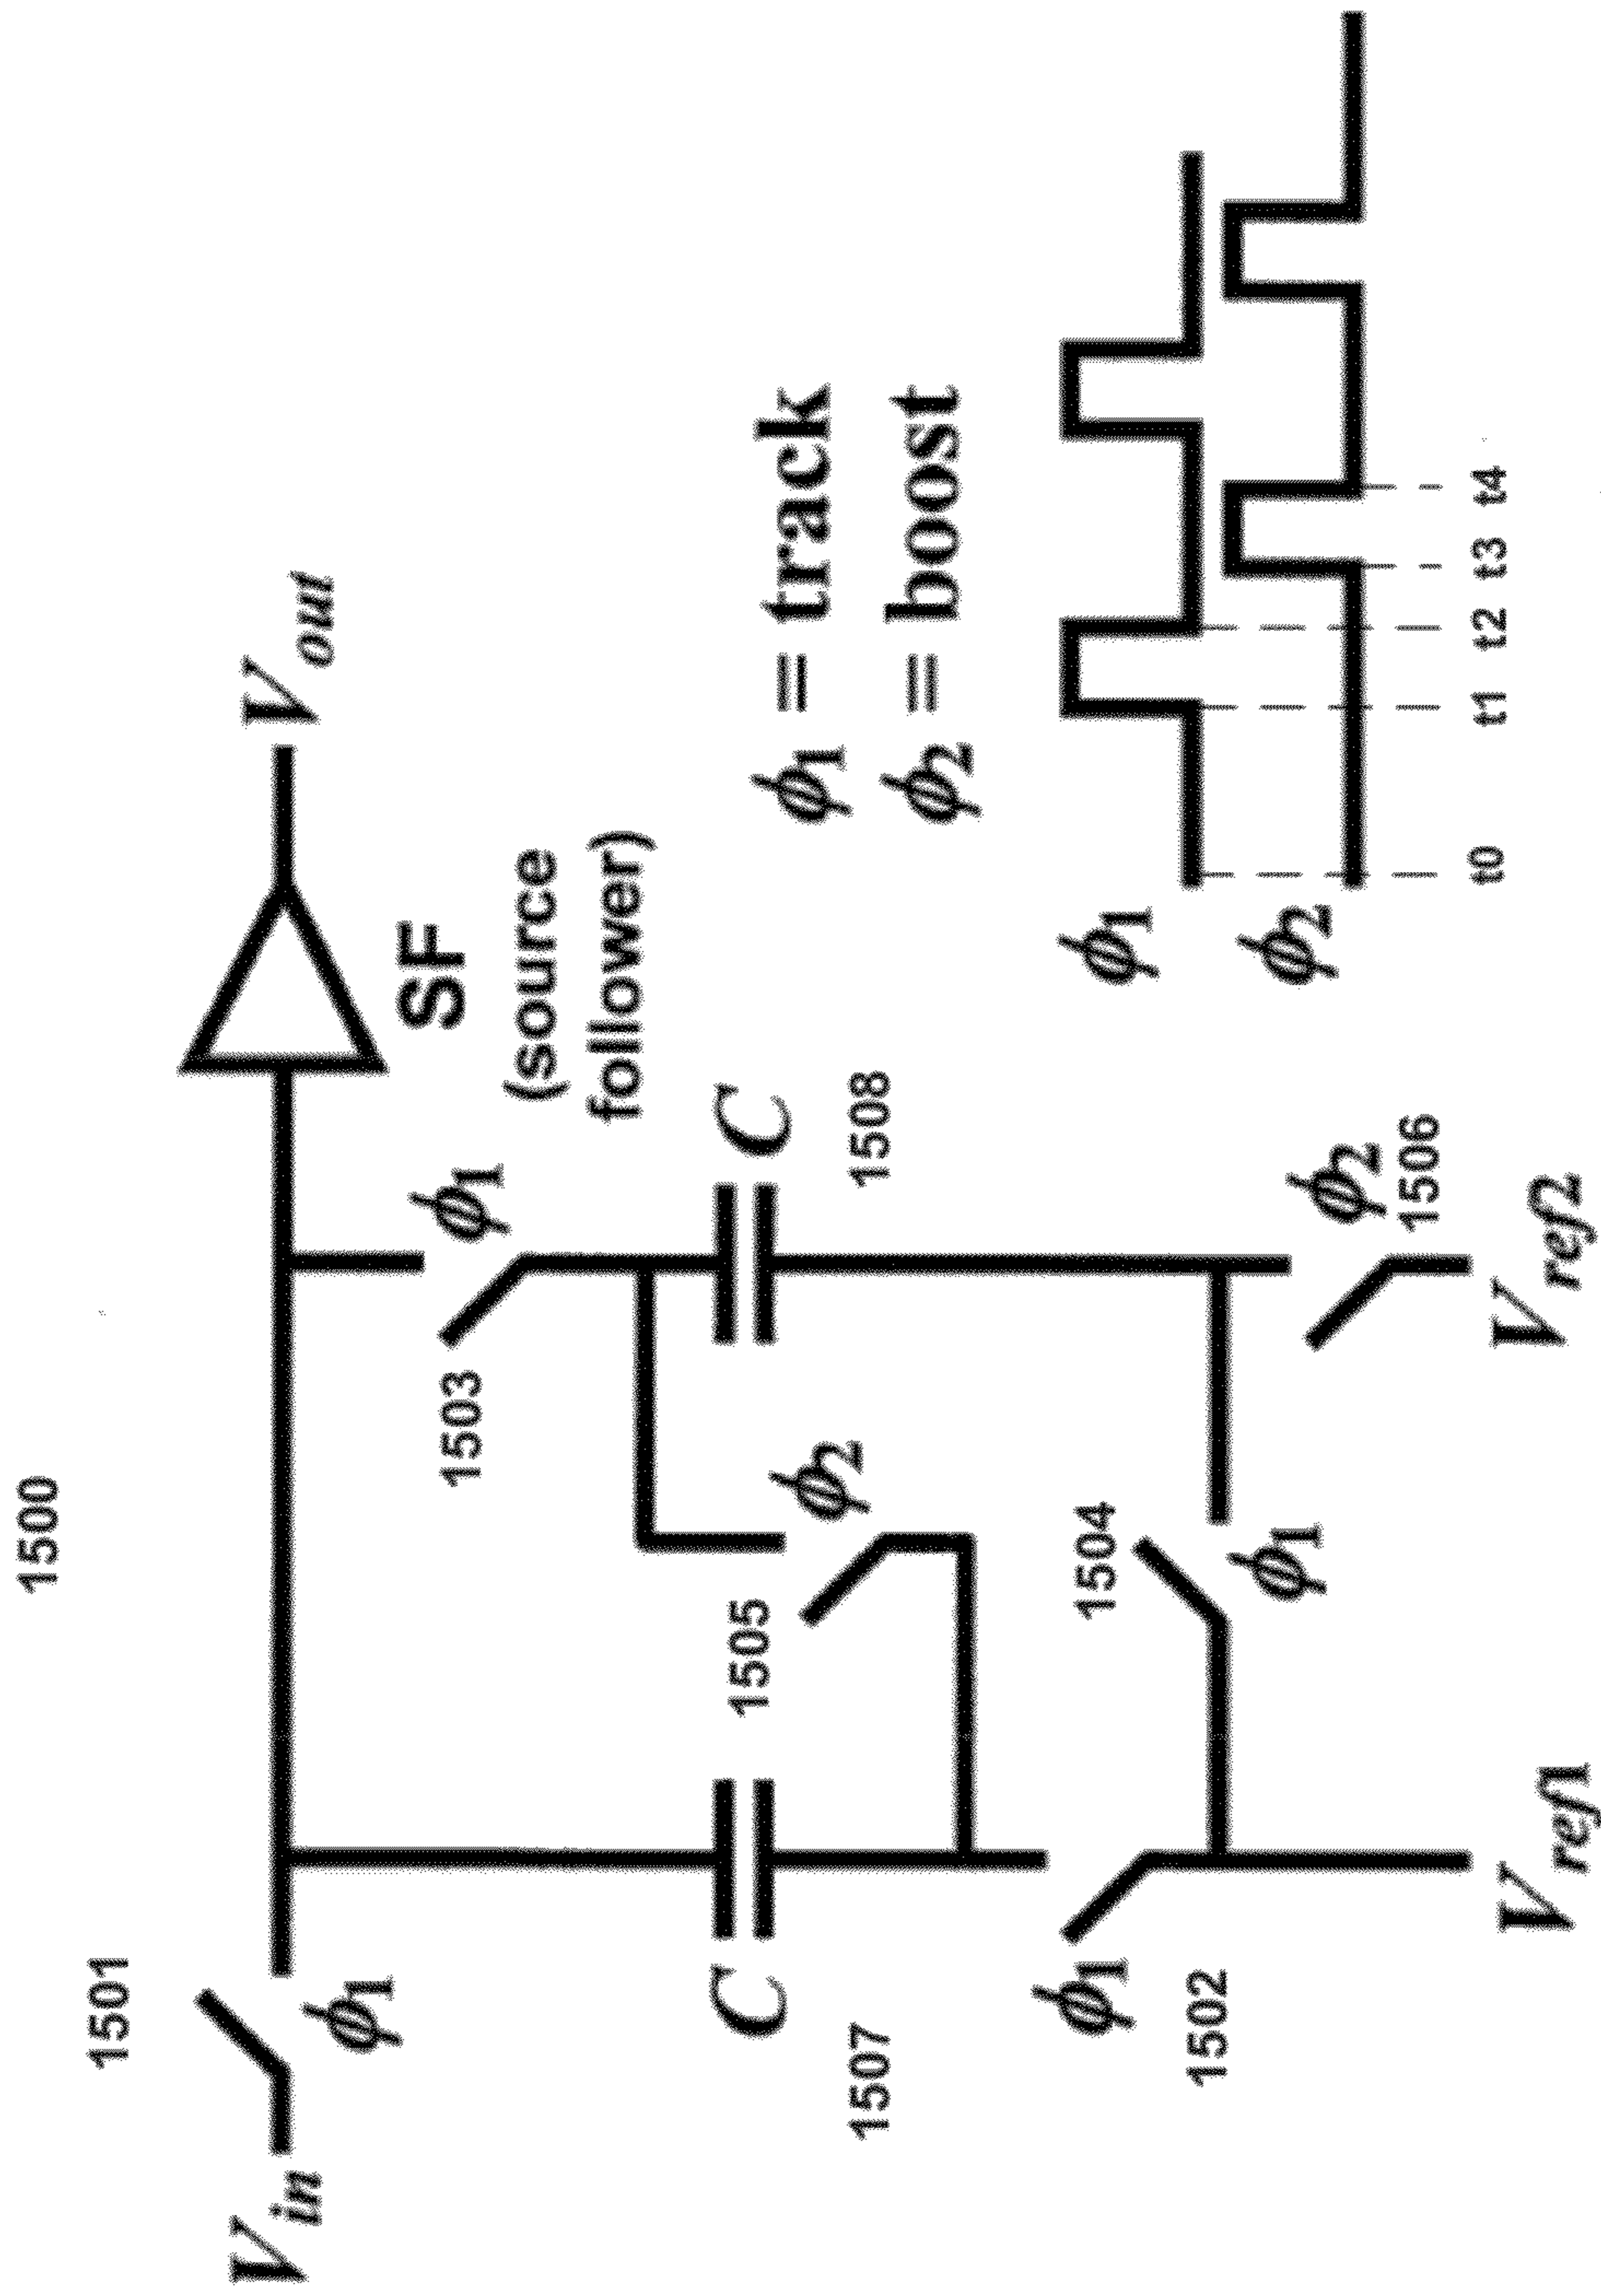 1500
1501
V_in
ϕ1
V_out
SF
(source
follower)
1503
ϕ1
C
1507
1505
ϕ2
C
1508
ϕ1
1502
1504
ϕ1
ϕ2
1506
V_ref1
V_ref2
ϕ1 = track
ϕ2 = boost
ϕ1
ϕ2
t0 t1 t2 t3 t4